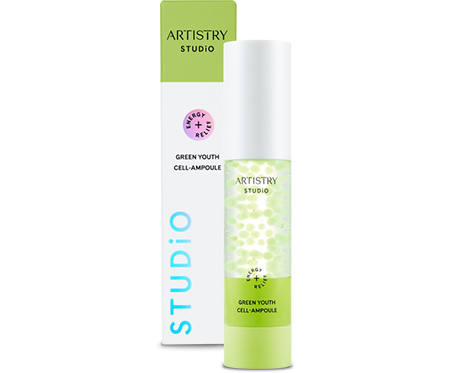 ARTISTRY
STUDiO
ENERGY
+
RELIEF
GREEN YOUTH
CELL-AMPOULE
STUDiO
ARTISTRY
STUDiO
ENERGY
+
RELIEF
GREEN YOUTH
CELL-AMPOULE